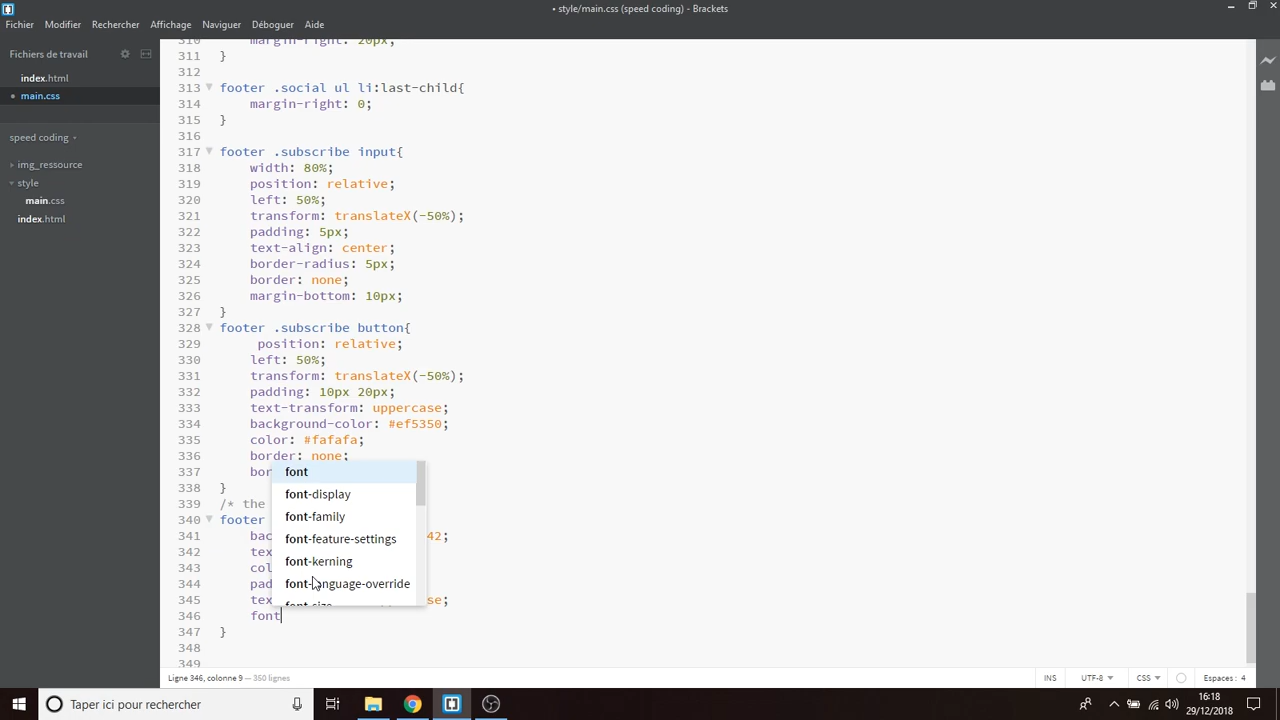 • style/main.css (speed coding) - Brackets
Fichier Modifier Rechercher Affichage Naviguer Déboguer Aide
Fichiers de travail
index.html
• main.css
speed coding
img_ressource
style
main.css
index.html
310 margin-right: 20px;
311 }
312
313 footer .social ul li:last-child{
314 margin-right: 0;
315 }
316
317 footer .subscribe input{
318 width: 80%;
319 position: relative;
320 left: 50%;
321 transform: translateX(-50%);
322 padding: 5px;
323 text-align: center;
324 border-radius: 5px;
325 border: none;
326 margin-bottom: 10px;
327 }
328 footer .subscribe button{
329 position: relative;
330 left: 50%;
331 transform: translateX(-50%);
332 padding: 10px 20px;
333 text-transform: uppercase;
334 background-color: #ef5350;
335 color: #fafafa;
336 border: none;
337 bor
338 }
339 /* the
340 footer
341 bac 42;
342 tex
343 col
344 pad
345 tex se;
346 font
347 }
348
349
font
font-display
font-family
font-feature-settings
font-kerning
font-language-override
font-size
Ligne 346, colonne 9 — 350 lignes
INS UTF-8 CSS Espaces : 4
Taper ici pour rechercher
16:18
29/12/2018